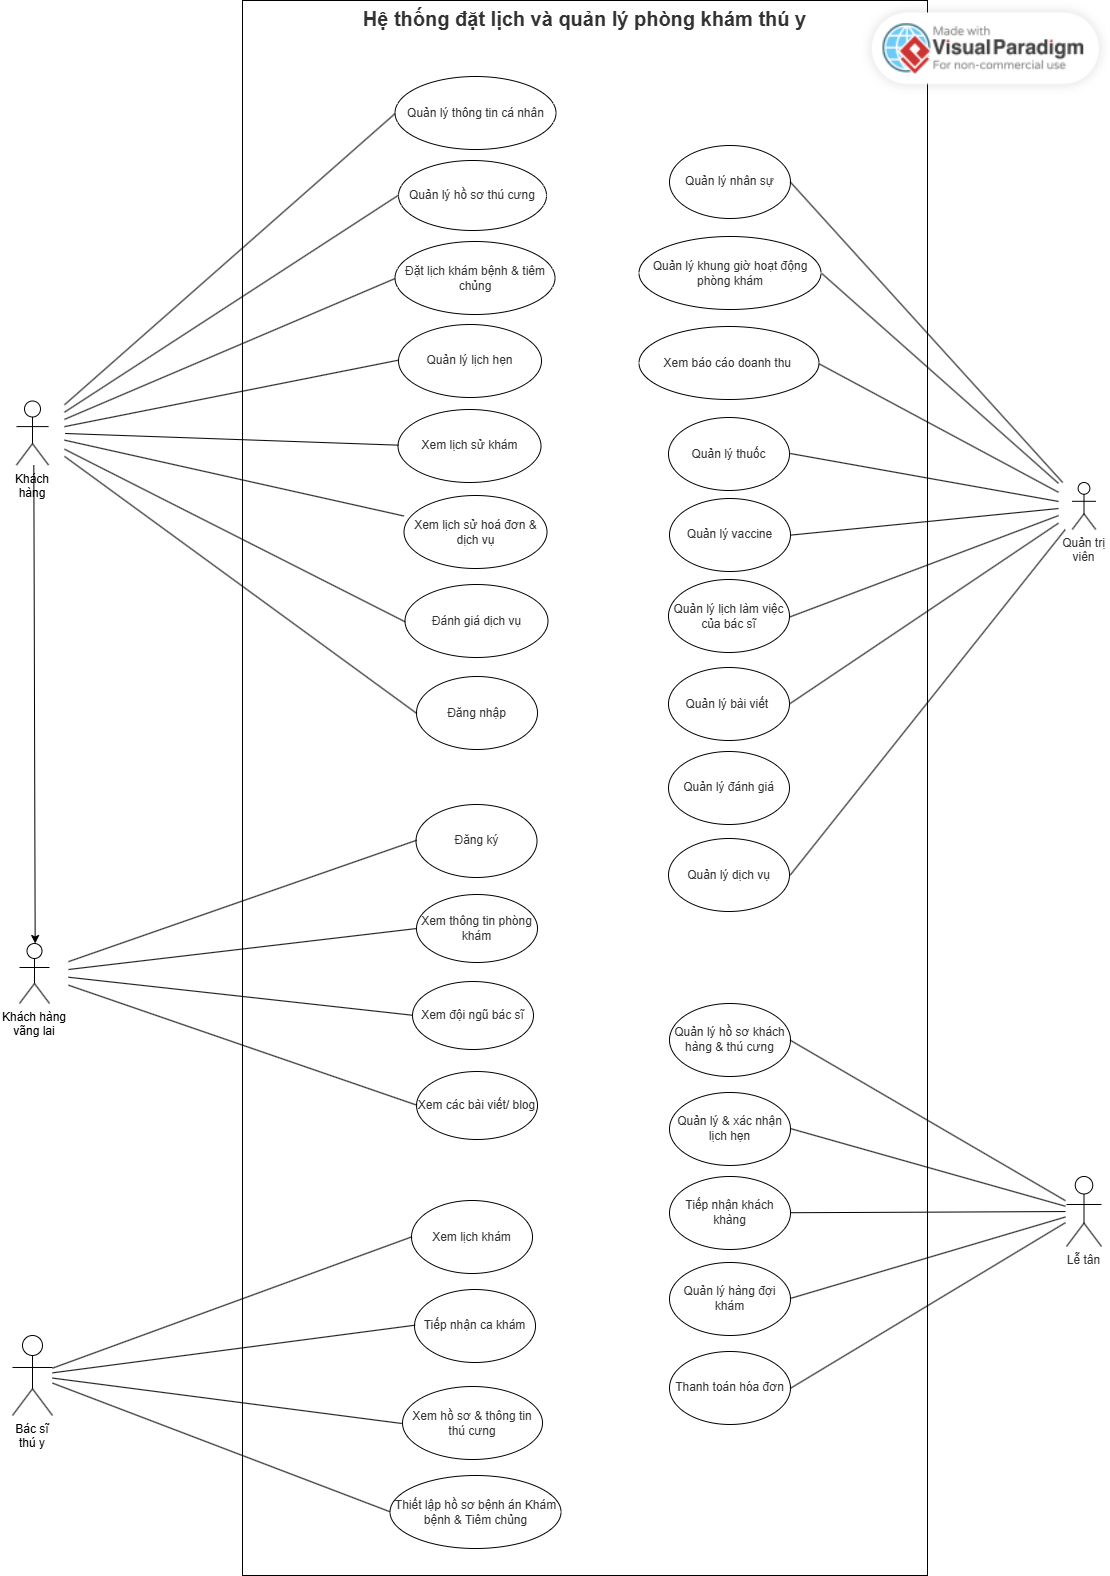 Hệ thống đặt lịch và quản lý phòng khám thú y
Made with
VisualParadigm
For non-commercial use
Quản lý thông tin cá nhân
Quản lý hồ sơ thú cưng
Đặt lịch khám bệnh & tiêm
chủng
Quản lý lịch hẹn
Xem lịch sử khám
Xem lịch sử hoá đơn &
dịch vụ
Đánh giá dịch vụ
Đăng nhập
Khách
hàng
Đăng ký
Xem thông tin phòng
khám
Xem đội ngũ bác sĩ
Xem các bài viết/ blog
Khách hàng
vãng lai
Xem lịch khám
Tiếp nhận ca khám
Xem hồ sơ & thông tin
thú cưng
Thiết lập hồ sơ bệnh án Khám
bệnh & Tiêm chủng
Bác sĩ
thú y
Quản lý nhân sự
Quản lý khung giờ hoạt động
phòng khám
Xem báo cáo doanh thu
Quản lý thuốc
Quản lý vaccine
Quản lý lịch làm việc
của bác sĩ
Quản lý bài viết
Quản lý đánh giá
Quản lý dịch vụ
Quản trị
viên
Quản lý hồ sơ khách
hàng & thú cưng
Quản lý & xác nhận
lịch hẹn
Tiếp nhận khách
khàng
Quản lý hàng đợi
khám
Thanh toán hóa đơn
Lễ tân